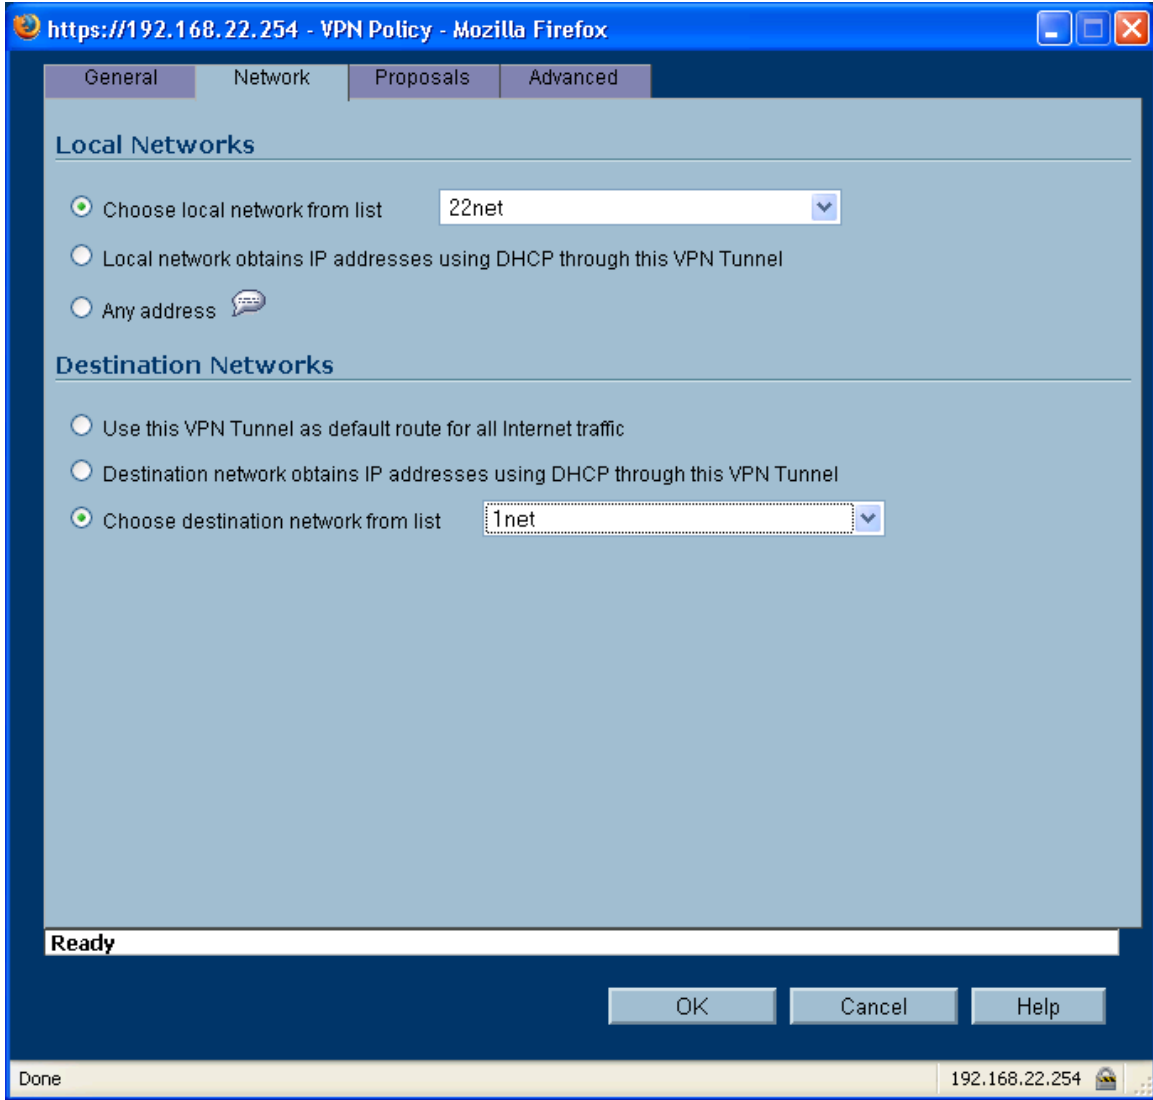 https://192.168.22.254 - VPN Policy - Mozilla Firefox
General Network Proposals Advanced
Local Networks
Choose local network from list 22net
Local network obtains IP addresses using DHCP through this VPN Tunnel
Any address
Destination Networks
Use this VPN Tunnel as default route for all Internet traffic
Destination network obtains IP addresses using DHCP through this VPN Tunnel
Choose destination network from list 1net
Ready
OK Cancel Help
Done 192.168.22.254